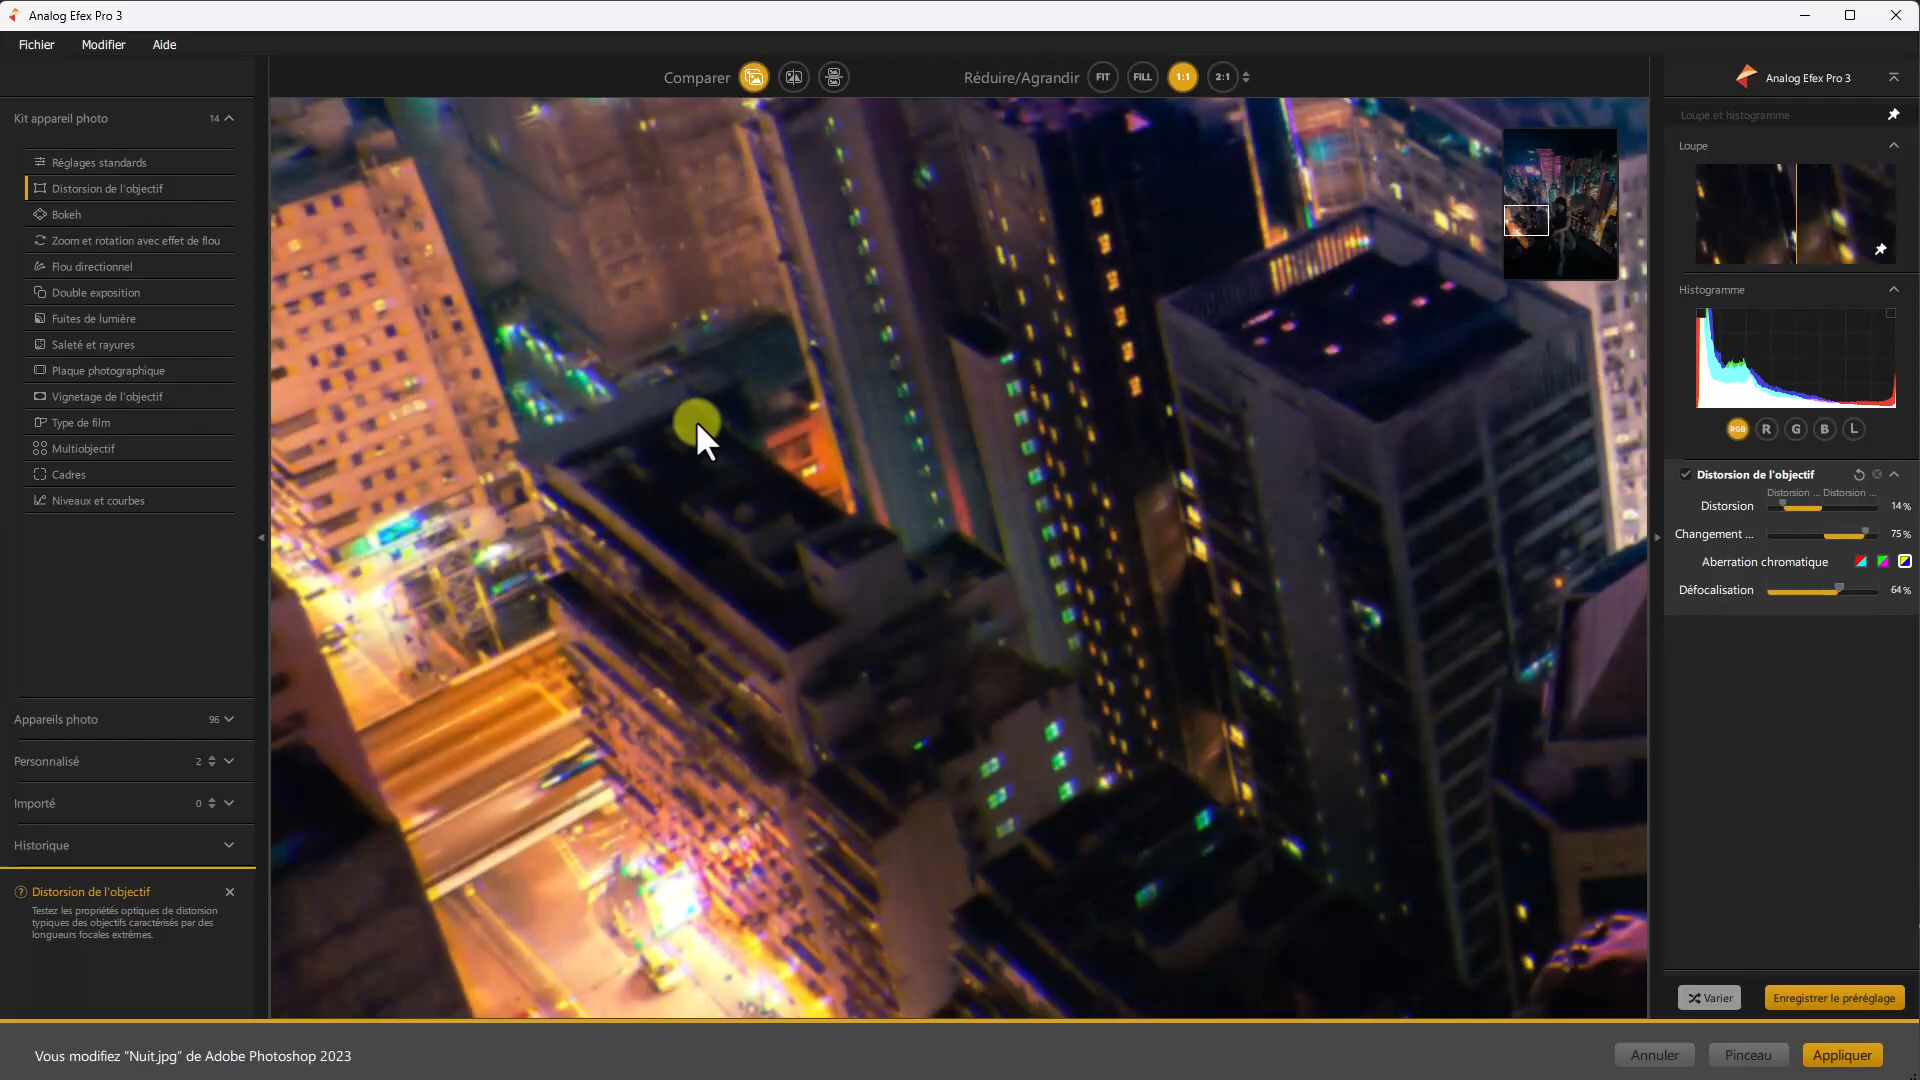 Analog Efex Pro 3
Fichier
Modifier
Aide
Comparer
Réduire/Agrandir
FIT
FILL
1:1
2:1
Analog Efex Pro 3
Kit appareil photo
14
Réglages standards
Distorsion de l'objectif
Bokeh
Zoom et rotation avec effet de flou
Flou directionnel
Double exposition
Fuites de lumière
Saleté et rayures
Plaque photographique
Vignetage de l'objectif
Type de film
Multiobjectif
Cadres
Niveaux et courbes
Appareils photo
96
Personnalisé
2
Importé
0
Historique
Distorsion de l'objectif
Testez les propriétés optiques de distorsion
typiques des objectifs caractérisés par des
longueurs focales extrêmes.
Loupe et histogramme
Loupe
Histogramme
RGB
R
G
B
L
Distorsion de l'objectif
Distorsion ... Distorsion ...
Distorsion
14%
Changement ...
75%
Aberration chromatique
Défocalisation
64%
Varier
Enregistrer le préréglage
Vous modifiez "Nuit.jpg" de Adobe Photoshop 2023
Annuler
Pinceau
Appliquer